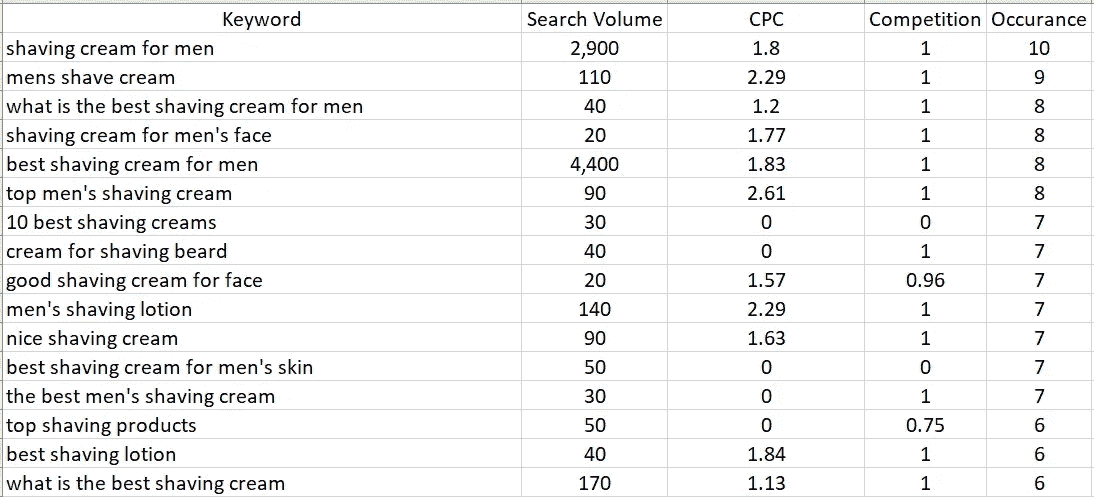 Keyword Search Volume CPC Competition Occurance
shaving cream for men 2,900 1.8 1 10
mens shave cream 110 2.29 1 9
what is the best shaving cream for men 40 1.2 1 8
shaving cream for men's face 20 1.77 1 8
best shaving cream for men 4,400 1.83 1 8
top men's shaving cream 90 2.61 1 8
10 best shaving creams 30 0 0 7
cream for shaving beard 40 0 1 7
good shaving cream for face 20 1.57 0.96 7
men's shaving lotion 140 2.29 1 7
nice shaving cream 90 1.63 1 7
best shaving cream for men's skin 50 0 0 7
the best men's shaving cream 30 0 1 7
top shaving products 50 0 0.75 6
best shaving lotion 40 1.84 1 6
what is the best shaving cream 170 1.13 1 6